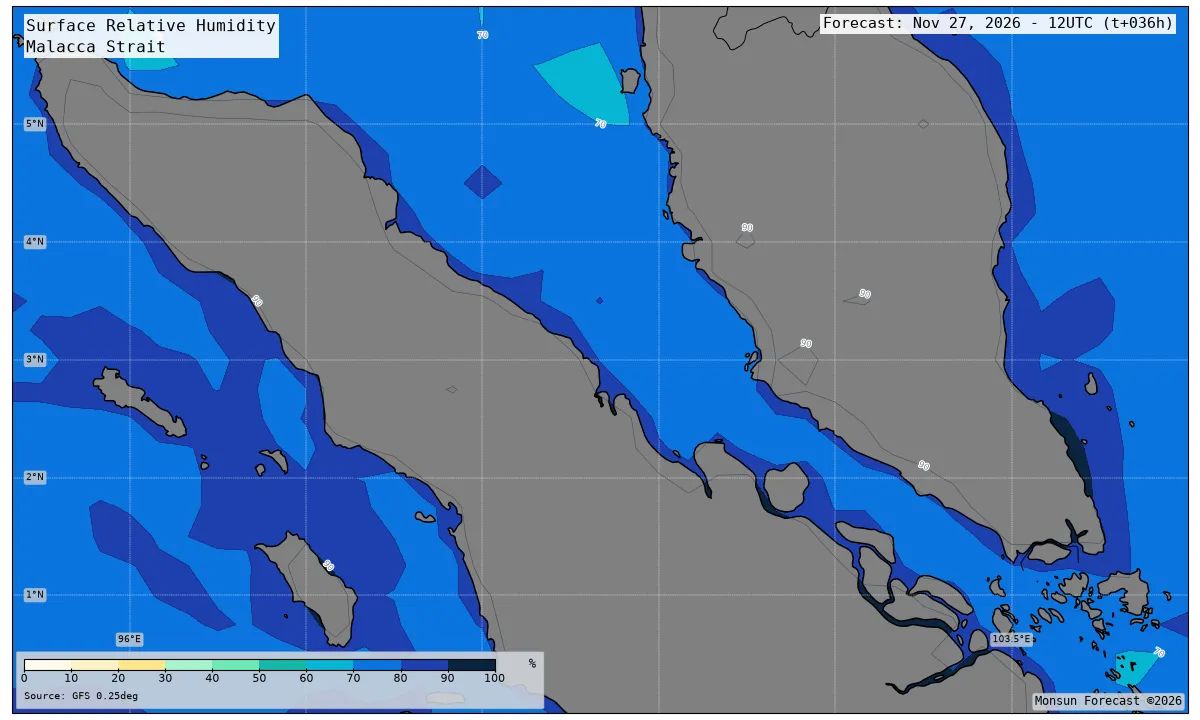 Surface Relative Humidity
Malacca Strait
Forecast: Nov 27, 2026 - 12UTC (t+036h)
70
70
5°N
90
4°N
90
90
90
3°N
90
2°N
90
1°N
96°E
103.5°E
70
%
0 10 20 30 40 50 60 70 80 90 100
Source: GFS 0.25deg
Monsun Forecast ©2026